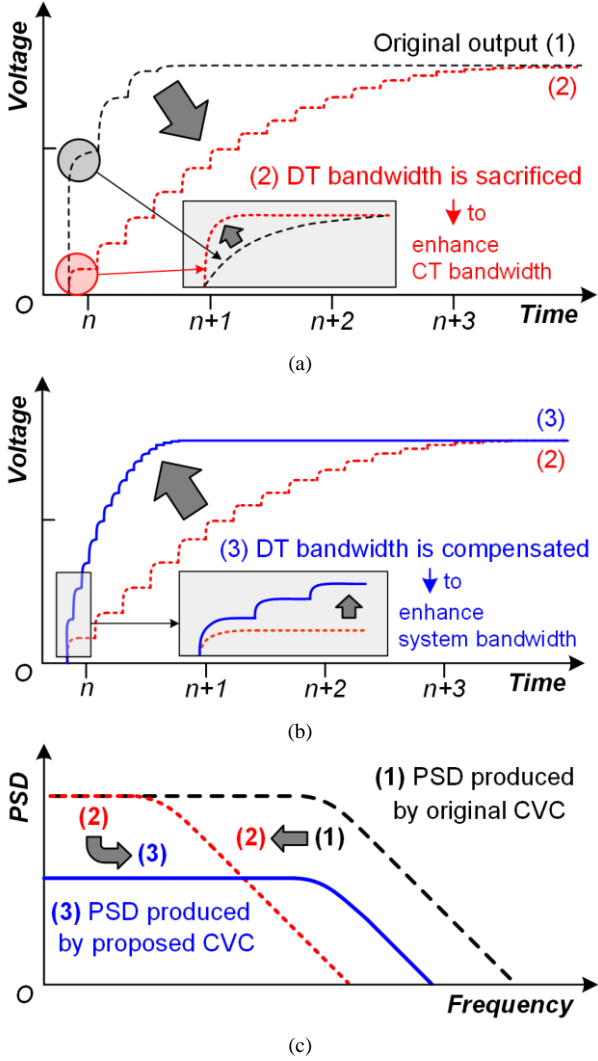 Voltage
Original output (1)
(2)
(2) DT bandwidth is sacrificed
to
enhance
CT bandwidth
O
n
n+1
n+2
n+3
Time
(a)
Voltage
(3)
(2)
(3) DT bandwidth is compensated
to
enhance
system bandwidth
O
n
n+1
n+2
n+3
Time
(b)
PSD
(1) PSD produced
by original CVC
(2)
(2)
(1)
(3)
(3) PSD produced
by proposed CVC
O
Frequency
(c)